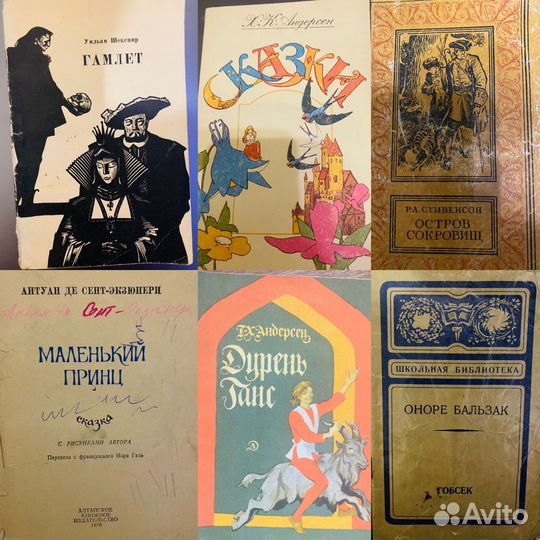 Уильям Шекспир
ГАМЛЕТ
Х. К. Андерсен
СКАЗКИ
Р.Л. СТИВЕНСОН
ОСТРОВ
СОКРОВИЩ
АНТУАН ДЕ СЕНТ-ЭКЗЮПЕРИ
Сент-
МАЛЕНЬКИЙ
ПРИНЦ
сказка
С РИСУНКАМИ АВТОРА
Перевела с французского Нора Галь
АЛТАЙСКОЕ
КНИЖНОЕ
ИЗДАТЕЛЬСТВО
Г.Х.Андерсен
Дурень
Ганс
ШКОЛЬНАЯ БИБЛИОТЕКА
ОНОРЕ БАЛЬЗАК
ГОБСЕК
Avito